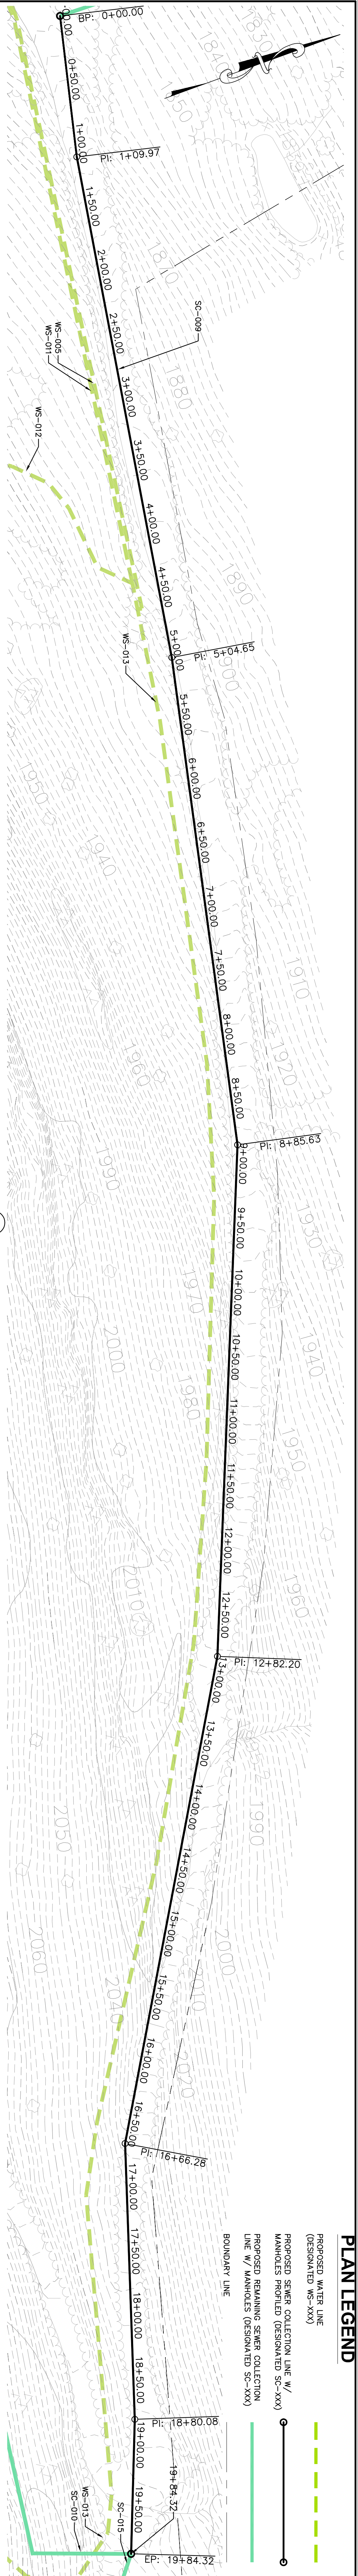 BP: 0+00.00
0+50.00
1+00.00
PI: 1+09.97
1+50.00
2+00.00
2+50.00
SC-009
3+00.00
WS-005
WS-011
WS-012
3+50.00
4+00.00
4+50.00
5+00.00
PI: 5+04.65
WS-013
5+50.00
6+00.00
6+50.00
7+00.00
7+50.00
8+00.00
8+50.00
PI: 8+85.63
9+00.00
9+50.00
10+00.00
10+50.00
11+00.00
11+50.00
12+00.00
12+50.00
PI: 12+82.20
13+00.00
13+50.00
14+00.00
14+50.00
15+00.00
15+50.00
16+00.00
16+50.00
PI: 16+66.28
17+00.00
17+50.00
18+00.00
18+50.00
PI: 18+80.08
19+00.00
19+50.00
19+84.32
EP: 19+84.32
SC-015
WS-013
SC-010
1880
1890
1900
1910
1920
1940
1950
1960
1990
2000
2010
2020
1940
1990
2000
1970
1980
2010
2050
2060
2040
PLAN LEGEND
PROPOSED WATER LINE
(DESIGNATED WS-XXX)
PROPOSED SEWER COLLECTION LINE W/
MANHOLES PROFILED (DESIGNATED SC-XXX)
PROPOSED REMAINING SEWER COLLECTION
LINE W/ MANHOLES (DESIGNATED SC-XXX)
BOUNDARY LINE